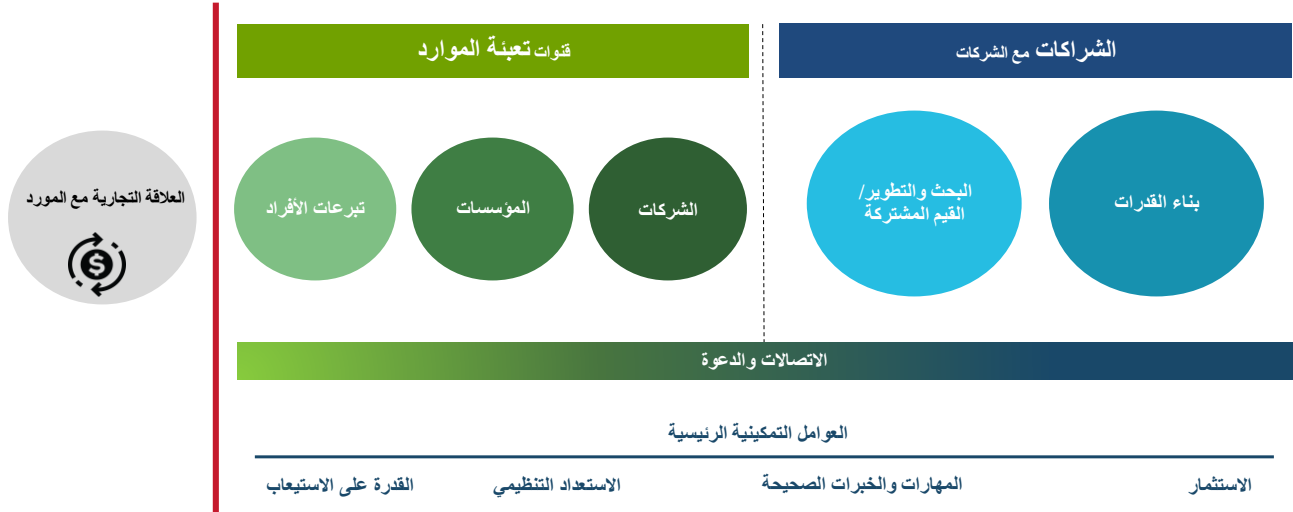 الشراكات مع الشركات
قنوات تعبئة الموارد
بناء القدرات
البحث والتطوير/
القيم المشتركة
الشركات
المؤسسات
تبرعات الأفراد
العلاقة التجارية مع المورد
$
الاتصالات والدعوة
العوامل التمكينية الرئيسية
الاستثمار
المهارات والخبرات الصحيحة
الاستعداد التنظيمي
القدرة على الاستيعاب